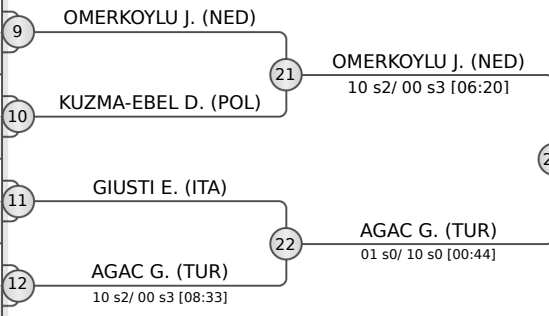 9
OMERKOYLU J. (NED)
21
OMERKOYLU J. (NED)
10 s2/ 00 s3 [06:20]
10
KUZMA-EBEL D. (POL)
11
GIUSTI E. (ITA)
22
AGAC G. (TUR)
01 s0/ 10 s0 [00:44]
12
AGAC G. (TUR)
10 s2/ 00 s3 [08:33]